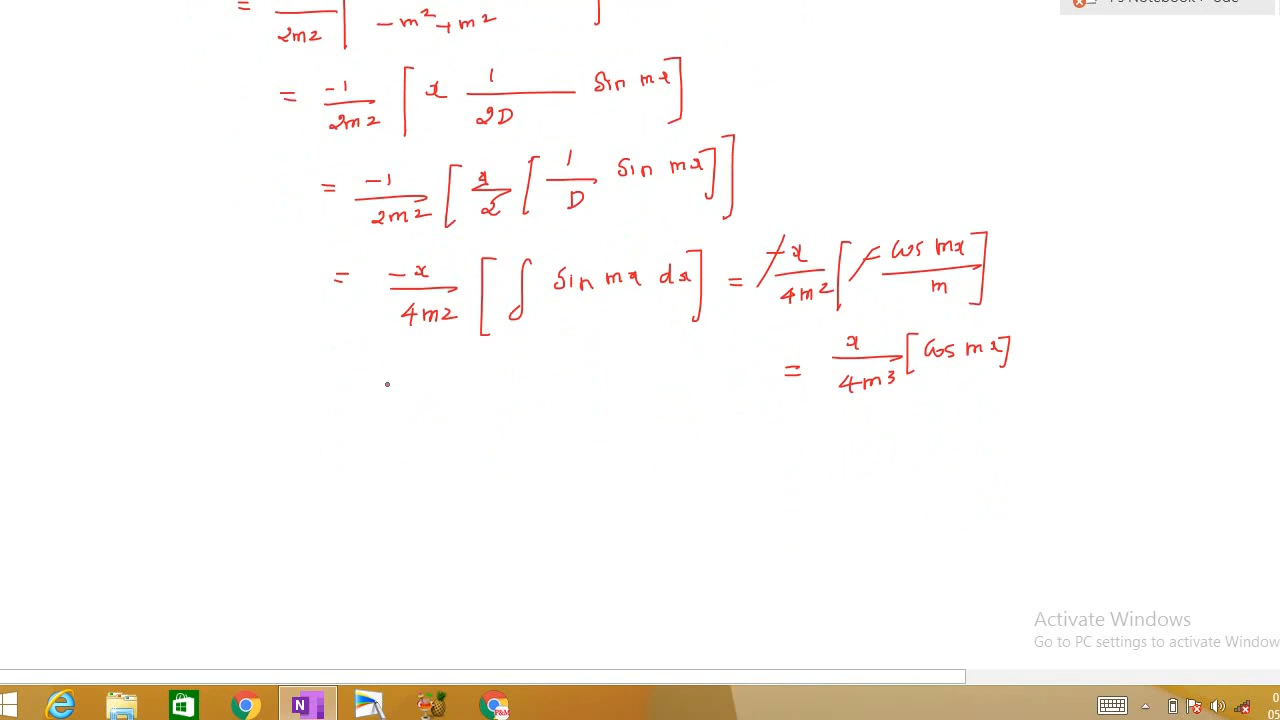 = 1/2m2 [ 1/-m²+m² ]
= -1/2m2 [ x 1/2D Sin mx ]
= -1/2m2 [ x/2 [ 1/D Sin mx ] ]
= -x/4m2 [ ∫ Sin mx dx ] = -x/4m2 [ - cos mx/m ]
= x/4m3 [ cos mx ]
Activate Windows
Go to PC settings to activate Window